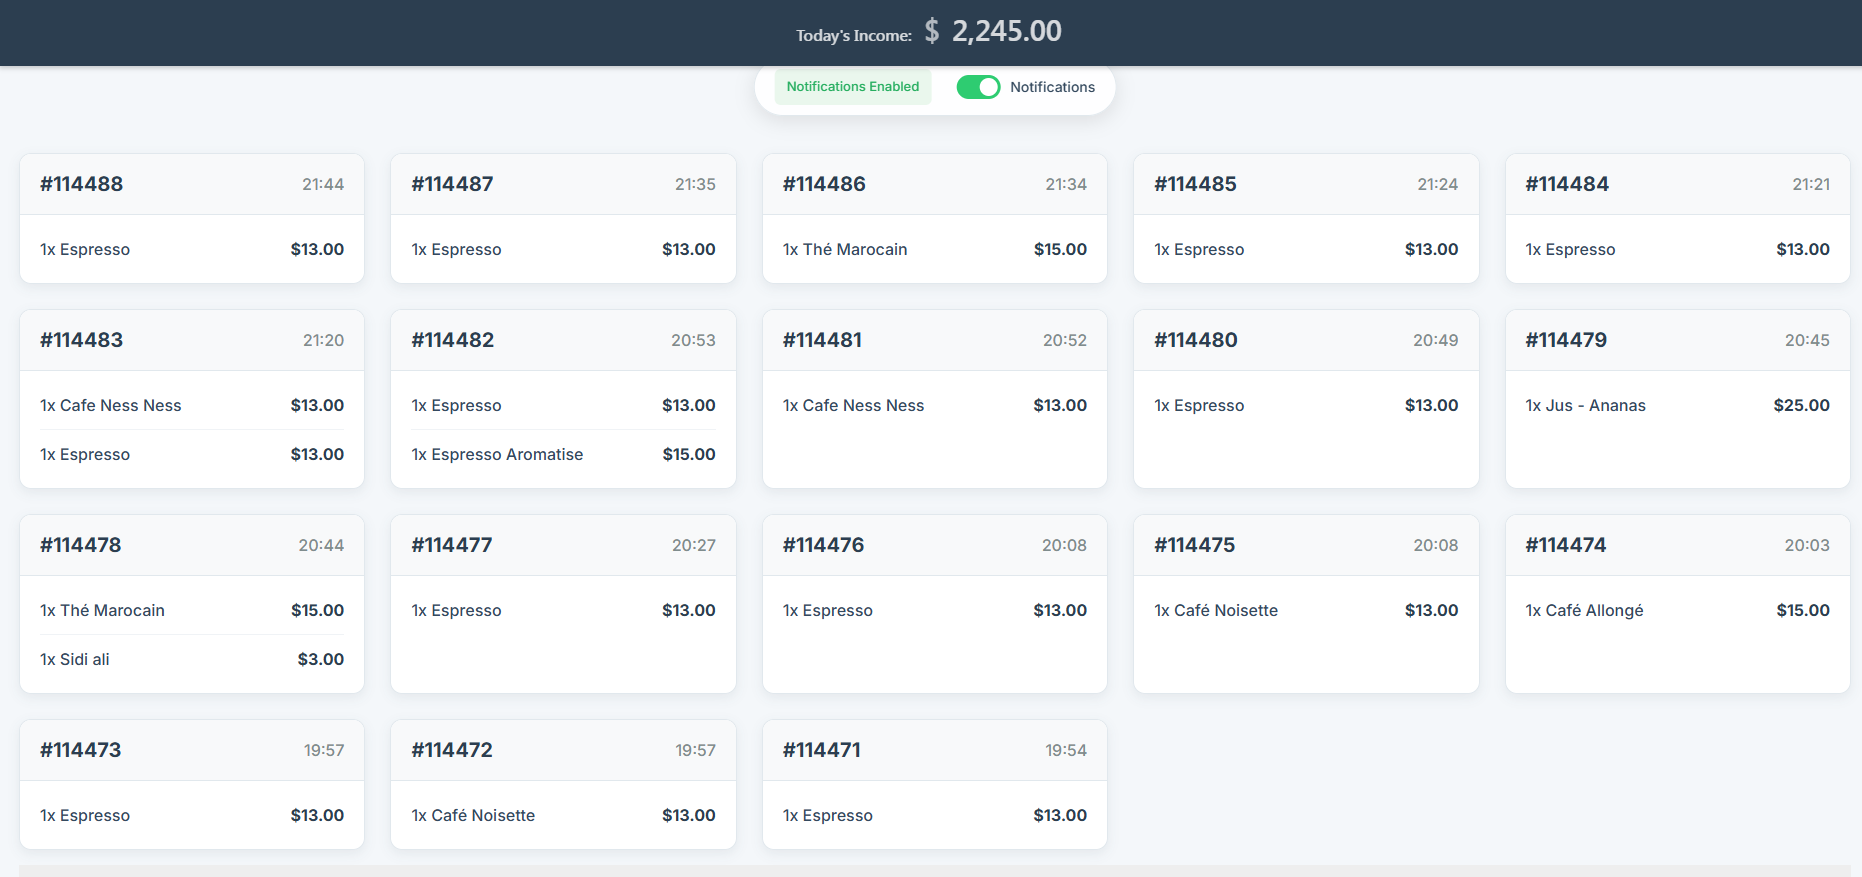 Today's Income: $ 2,245.00
Notifications Enabled
Notifications
#114488 21:44
1x Espresso $13.00
#114487 21:35
1x Espresso $13.00
#114486 21:34
1x Thé Marocain $15.00
#114485 21:24
1x Espresso $13.00
#114484 21:21
1x Espresso $13.00
#114483 21:20
1x Cafe Ness Ness $13.00
1x Espresso $13.00
#114482 20:53
1x Espresso $13.00
1x Espresso Aromatise $15.00
#114481 20:52
1x Cafe Ness Ness $13.00
#114480 20:49
1x Espresso $13.00
#114479 20:45
1x Jus - Ananas $25.00
#114478 20:44
1x Thé Marocain $15.00
1x Sidi ali $3.00
#114477 20:27
1x Espresso $13.00
#114476 20:08
1x Espresso $13.00
#114475 20:08
1x Café Noisette $13.00
#114474 20:03
1x Café Allongé $15.00
#114473 19:57
1x Espresso $13.00
#114472 19:57
1x Café Noisette $13.00
#114471 19:54
1x Espresso $13.00